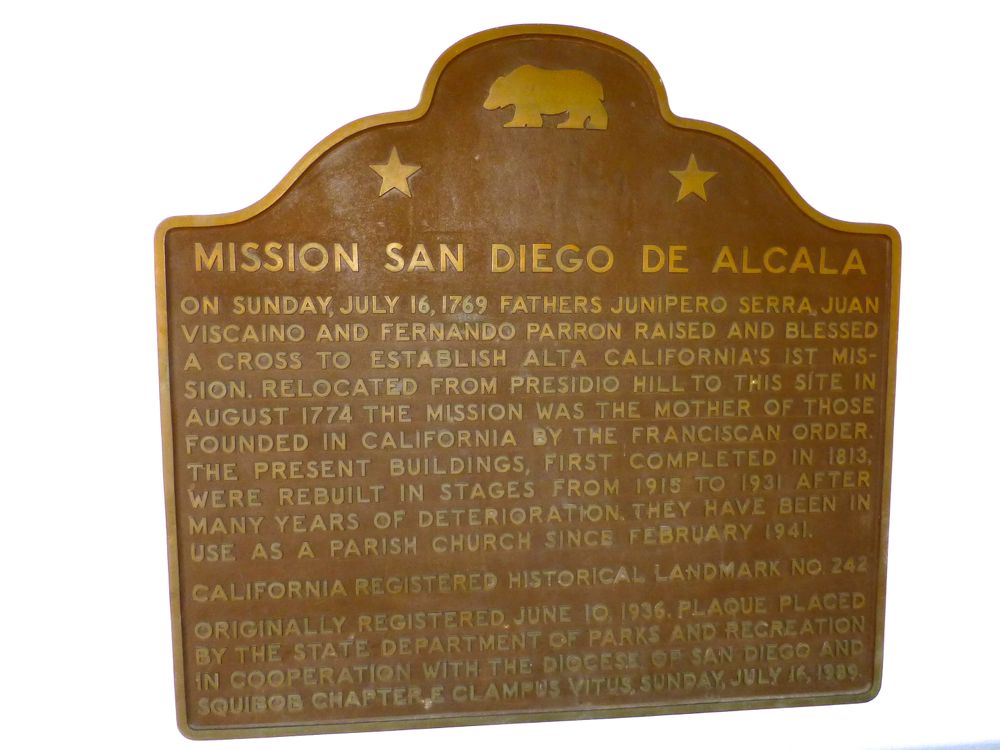 MISSION SAN DIEGO DE ALCALA
ON SUNDAY, JULY 16, 1769 FATHERS JUNIPERO SERRA, JUAN
VISCAINO AND FERNANDO PARRON RAISED AND BLESSED
A CROSS TO ESTABLISH ALTA CALIFORNIA'S 1ST MIS-
SION. RELOCATED FROM PRESIDIO HILL TO THIS SITE IN
AUGUST 1774 THE MISSION WAS THE MOTHER OF THOSE
FOUNDED IN CALIFORNIA BY THE FRANCISCAN ORDER.
THE PRESENT BUILDINGS, FIRST COMPLETED IN 1813,
WERE REBUILT IN STAGES FROM 1915 TO 1931 AFTER
MANY YEARS OF DETERIORATION. THEY HAVE BEEN IN
USE AS A PARISH CHURCH SINCE FEBRUARY 1941.
CALIFORNIA REGISTERED HISTORICAL LANDMARK NO. 242
ORIGINALLY REGISTERED, JUNE 10, 1936. PLAQUE PLACED
BY THE STATE DEPARTMENT OF PARKS AND RECREATION
IN COOPERATION WITH THE DIOCESE OF SAN DIEGO AND
SQUIBOB CHAPTER, E CLAMPUS VITUS, SUNDAY, JULY 16, 1989.